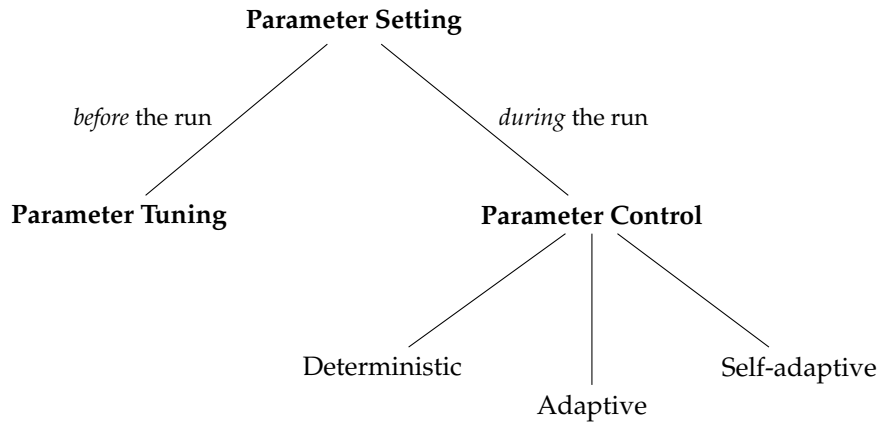 Parameter Setting
before the run
during the run
Parameter Tuning
Parameter Control
Deterministic
Adaptive
Self-adaptive